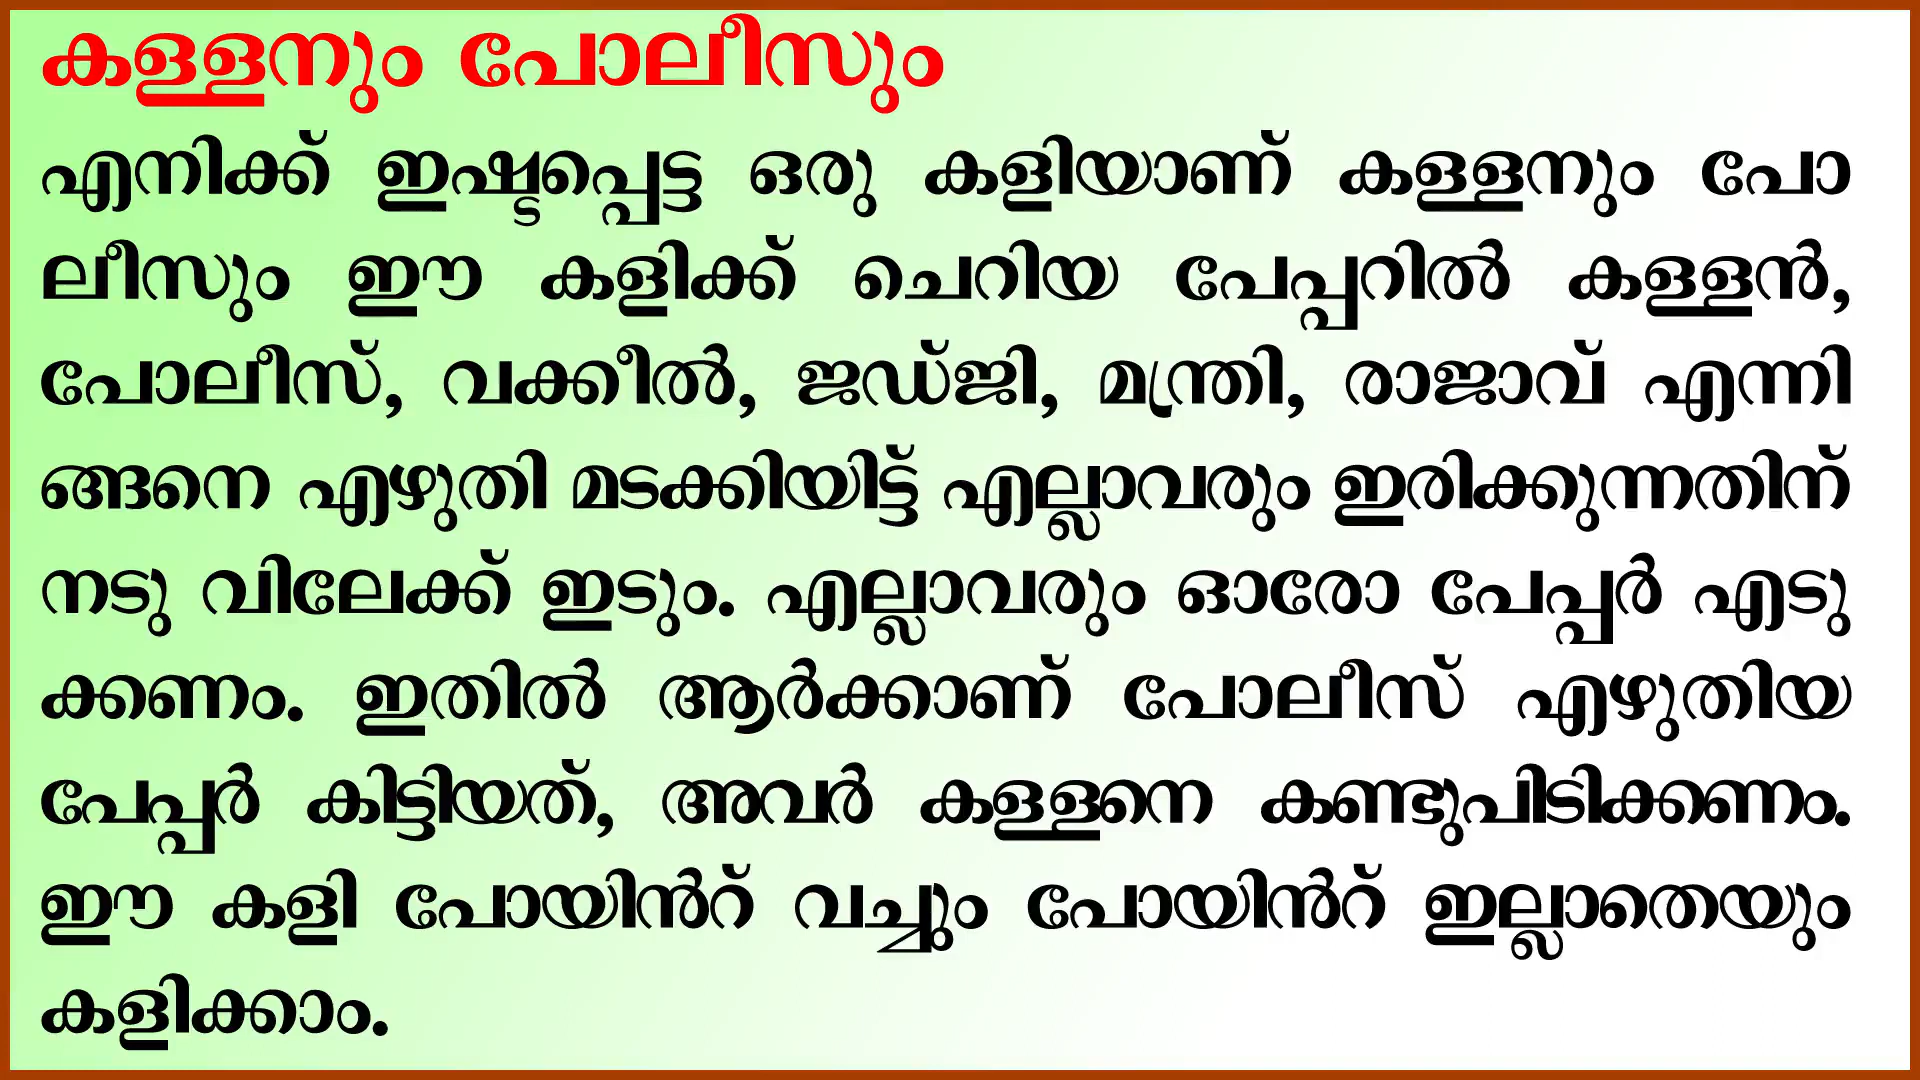 കള്ളനും പോലീസും
എനിക്ക് ഇഷ്ടപ്പെട്ട ഒരു കളിയാണ് കള്ളനും പോ
ലീസും ഈ കളിക്ക് ചെറിയ പേപ്പറിൽ കള്ളൻ,
പോലീസ്, വക്കീൽ, ജഡ്ജി, മന്ത്രി, രാജാവ് എന്നി
ങ്ങനെ എഴുതി മടക്കിയിട്ട് എല്ലാവരും ഇരിക്കുന്നതിന്
നടു വിലേക്ക് ഇടും. എല്ലാവരും ഓരോ പേപ്പർ എടു
ക്കണം. ഇതിൽ ആർക്കാണ് പോലീസ് എഴുതിയ
പേപ്പർ കിട്ടിയത്, അവർ കള്ളനെ കണ്ടുപിടിക്കണം.
ഈ കളി പോയിൻറ് വച്ചും പോയിൻറ് ഇല്ലാതെയും
കളിക്കാം.